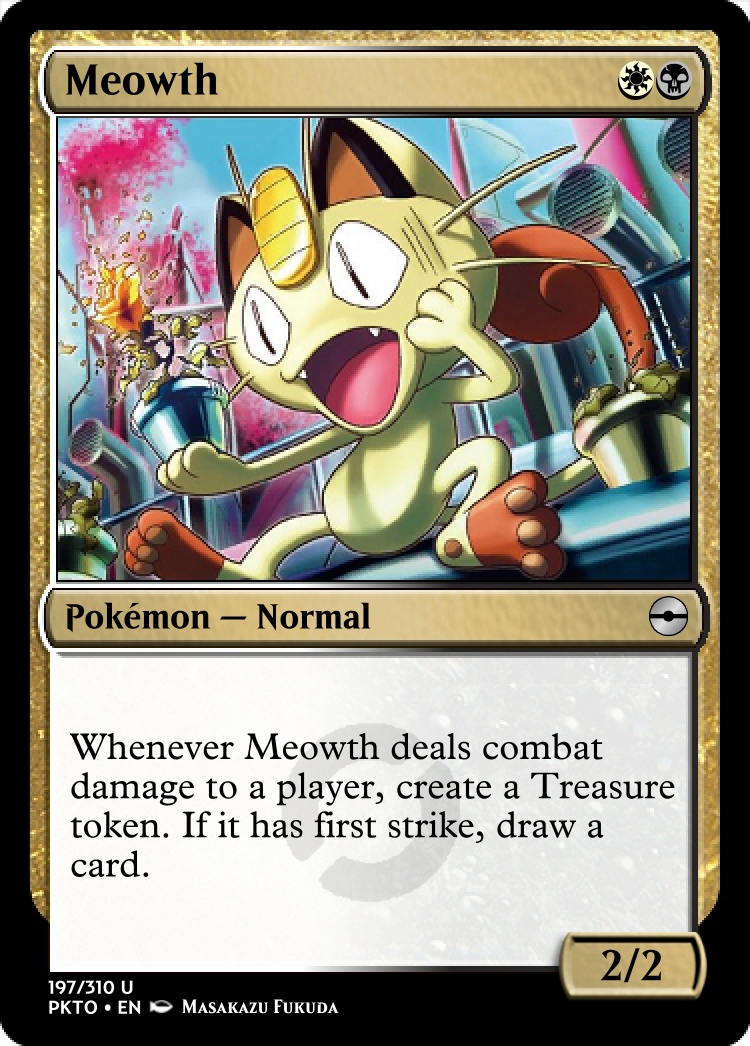 Meowth
Pokémon — Normal
Whenever Meowth deals combat
damage to a player, create a Treasure
token. If it has first strike, draw a
card.
2/2
197/310 U
PKTO • EN Masakazu Fukuda